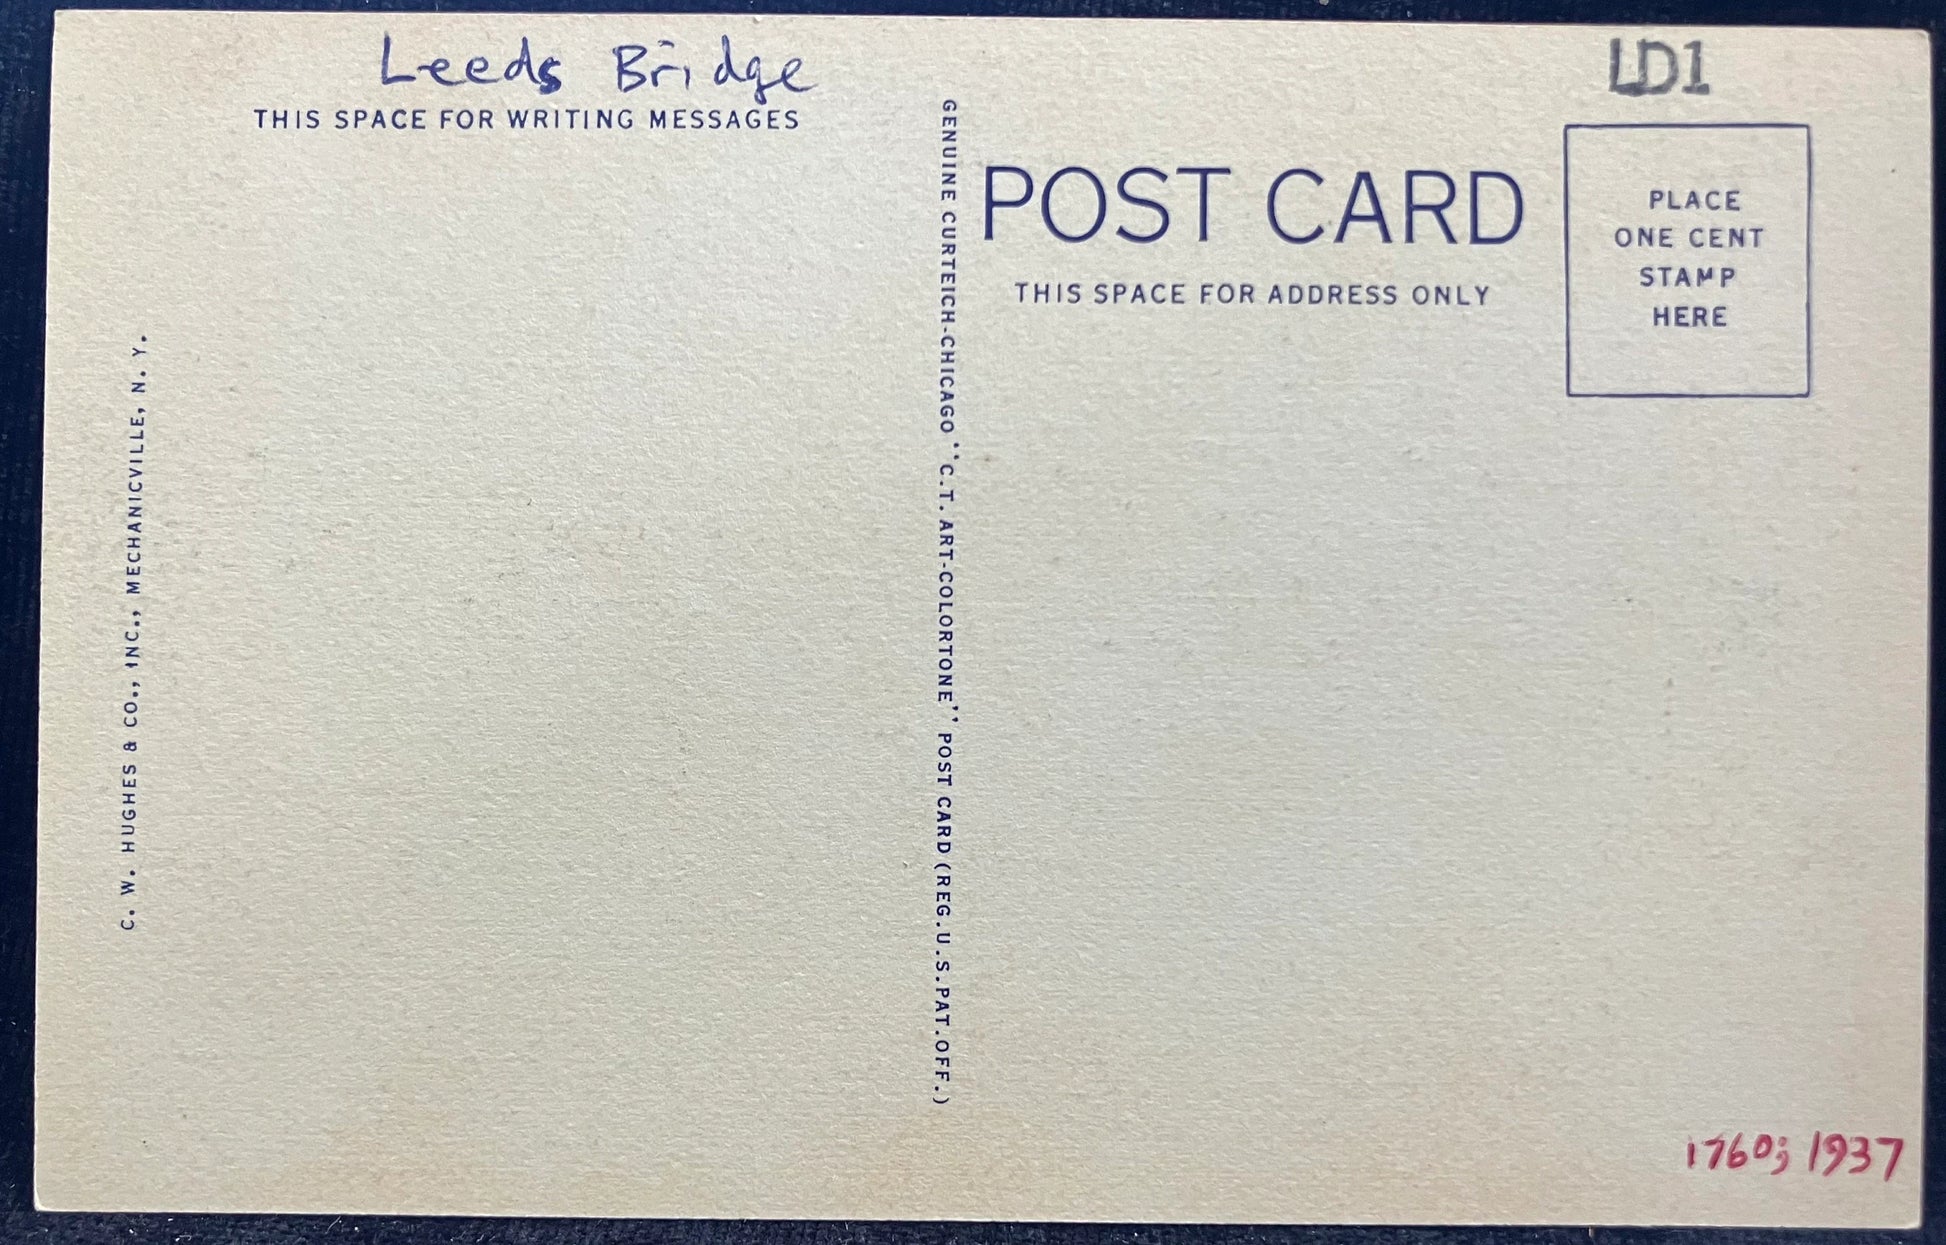 Leeds Bridge
THIS SPACE FOR WRITING MESSAGES
C. W. HUGHES & CO., INC., MECHANICVILLE, N. Y.
GENUINE CURTEICH-CHICAGO "C.T. ART-COLORTONE" POST CARD (REG. U.S. PAT. OFF.)
LD1
POST CARD
THIS SPACE FOR ADDRESS ONLY
PLACE
ONE CENT
STAMP
HERE
1760; 1937